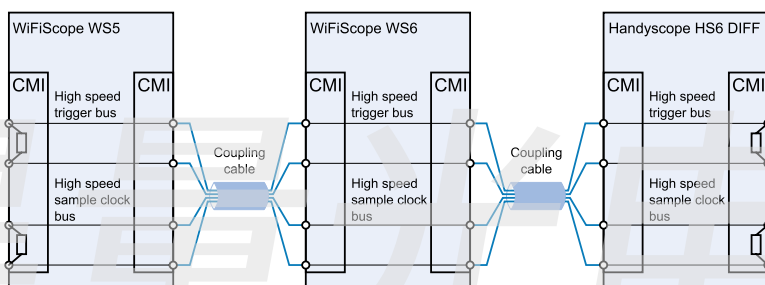 WiFiScope WS5
WiFiScope WS6
Handyscope HS6 DIFF
CMI
CMI
CMI
CMI
CMI
CMI
High speed
trigger bus
High speed
trigger bus
High speed
trigger bus
Coupling
cable
Coupling
cable
High speed
sample clock
bus
High speed
sample clock
bus
High speed
sample clock
bus